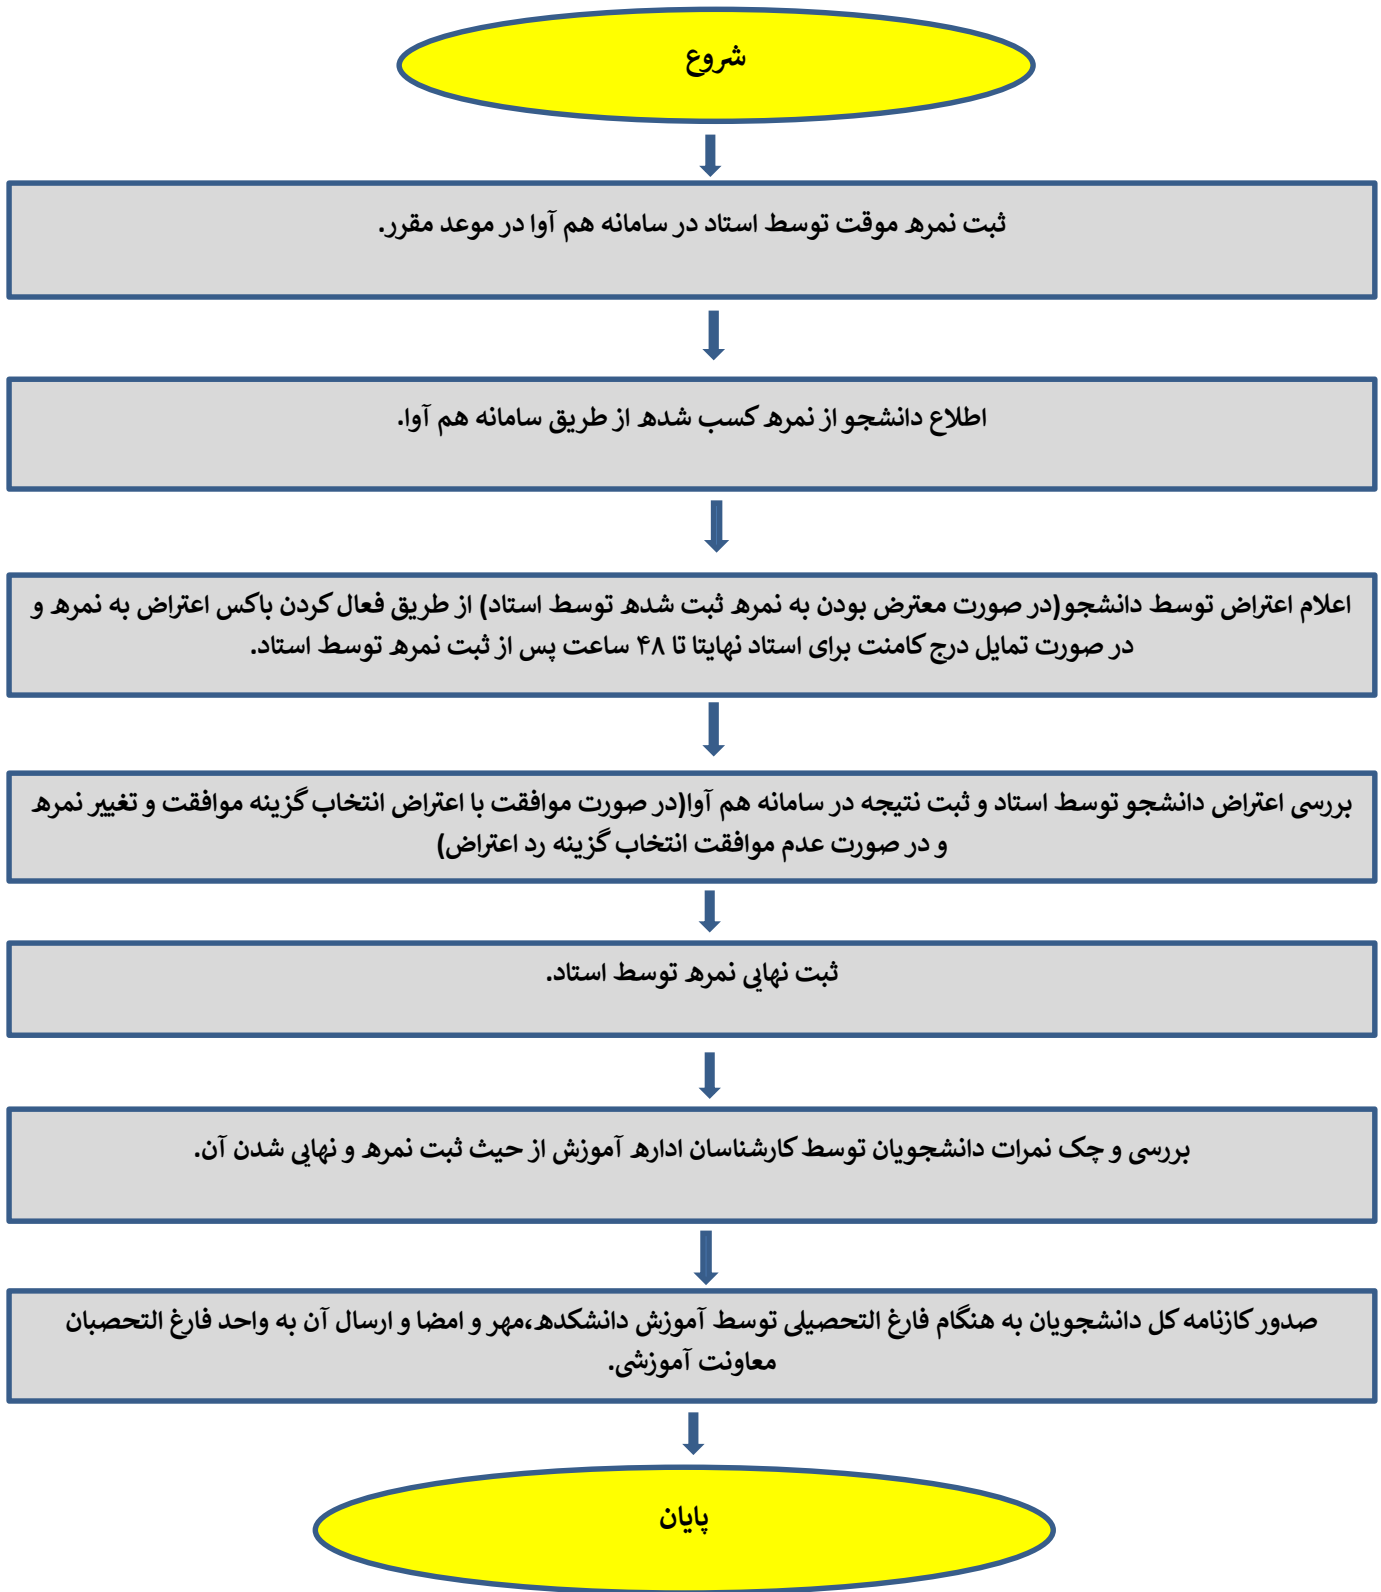 شروع
ثبت نمره موقت توسط استاد در سامانه هم آوا در موعد مقرر.
اطلاع دانشجو از نمره کسب شده از طریق سامانه هم آوا.
اعلام اعتراض توسط دانشجو(در صورت معترض بودن به نمره ثبت شده توسط استاد) از طریق فعال کردن باکس اعتراض به نمره و
در صورت تمایل درج کامنت برای استاد نهایتا تا ۴۸ ساعت پس از ثبت نمره توسط استاد.
بررسی اعتراض دانشجو توسط استاد و ثبت نتیجه در سامانه هم آوا(در صورت موافقت با اعتراض انتخاب گزینه موافقت و تغییر نمره
و در صورت عدم موافقت انتخاب گزینه رد اعتراض)
ثبت نهایی نمره توسط استاد.
بررسی و چک نمرات دانشجویان توسط کارشناسان اداره آموزش از حیث ثبت نمره و نهایی شدن آن.
صدور کازنامه کل دانشجویان به هنگام فارغ التحصیلی توسط آموزش دانشکده،مهر و امضا و ارسال آن به واحد فارغ التحصبان
معاونت آموزشی.
پایان